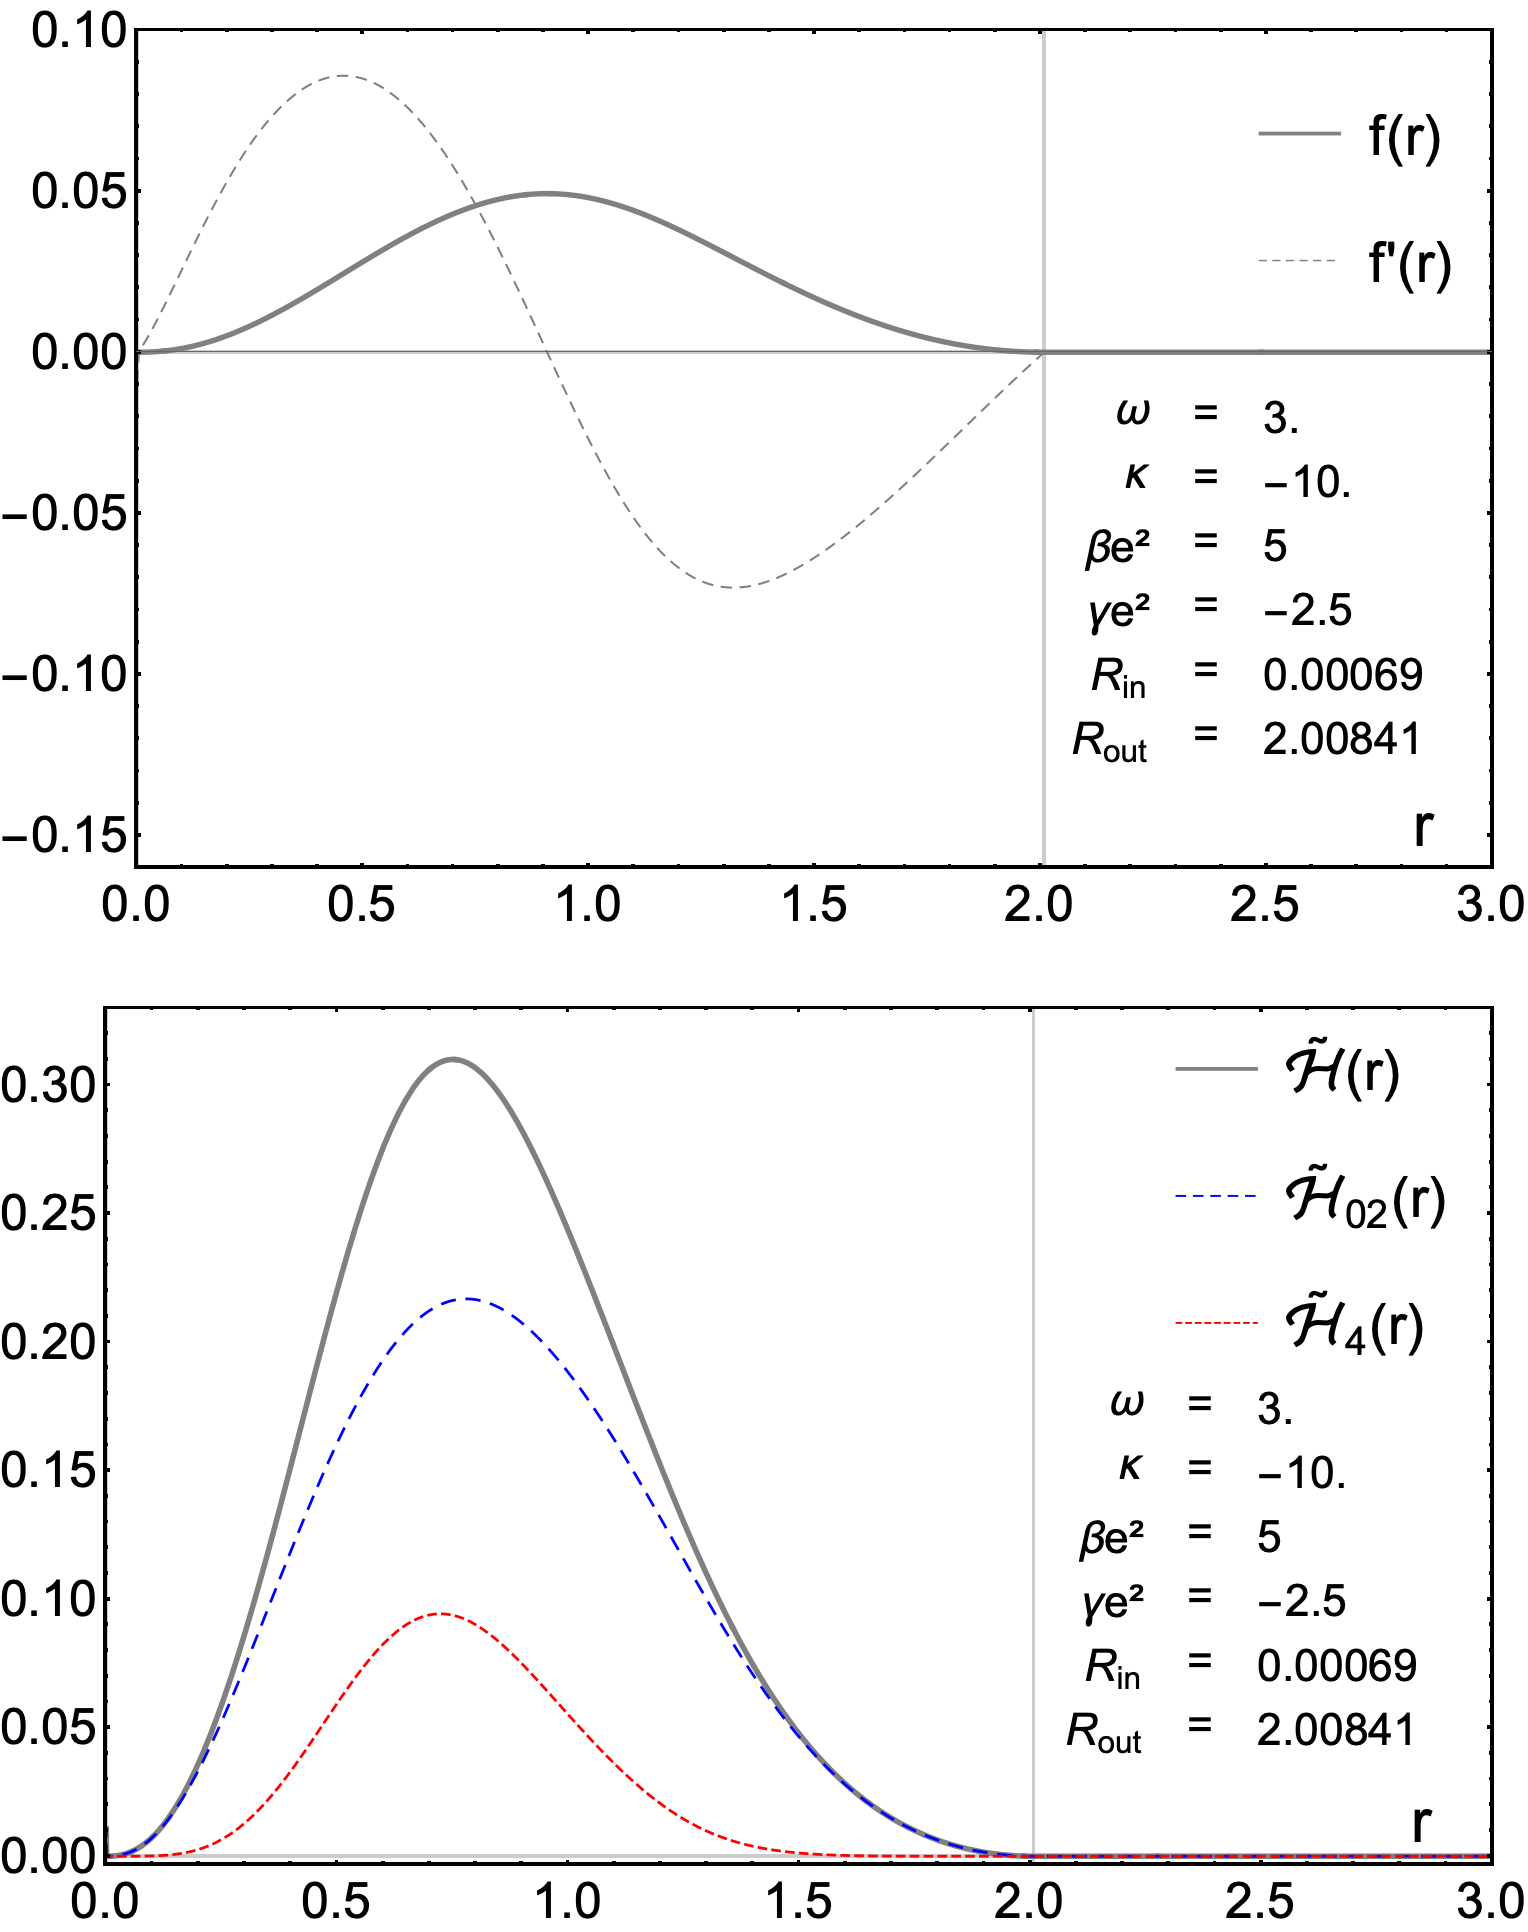 0.10
0.05
0.00
−0.05
−0.10
−0.15
f(r)
f'(r)
ω = 3.
κ = −10.
βe² = 5
γe² = −2.5
R_in = 0.00069
R_out = 2.00841
r
0.0 0.5 1.0 1.5 2.0 2.5 3.0
0.30
0.25
0.20
0.15
0.10
0.05
0.00
ℋ̃(r)
ℋ̃₀₂(r)
ℋ̃₄(r)
ω = 3.
κ = −10.
βe² = 5
γe² = −2.5
R_in = 0.00069
R_out = 2.00841
r
0.0 0.5 1.0 1.5 2.0 2.5 3.0